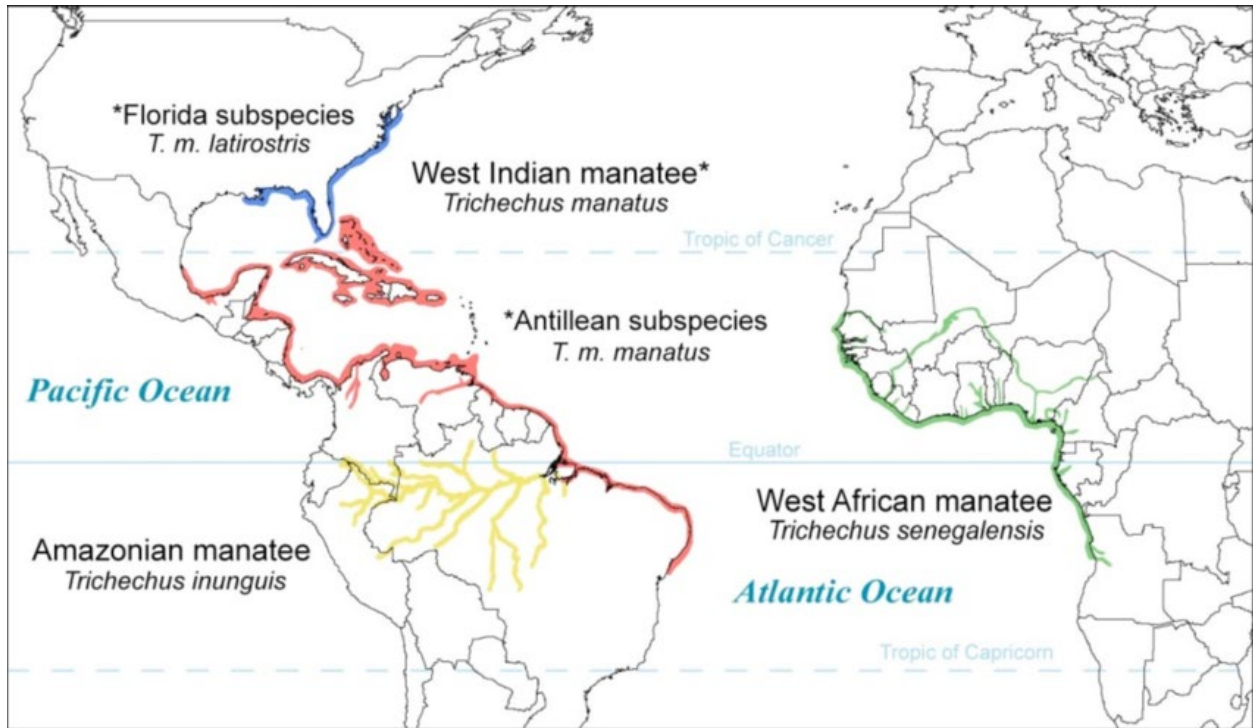 *Florida subspecies
T. m. latirostris
West Indian manatee*
Trichechus manatus
Tropic of Cancer
*Antillean subspecies
T. m. manatus
Pacific Ocean
Equator
West African manatee
Trichechus senegalensis
Amazonian manatee
Trichechus inunguis
Atlantic Ocean
Tropic of Capricorn